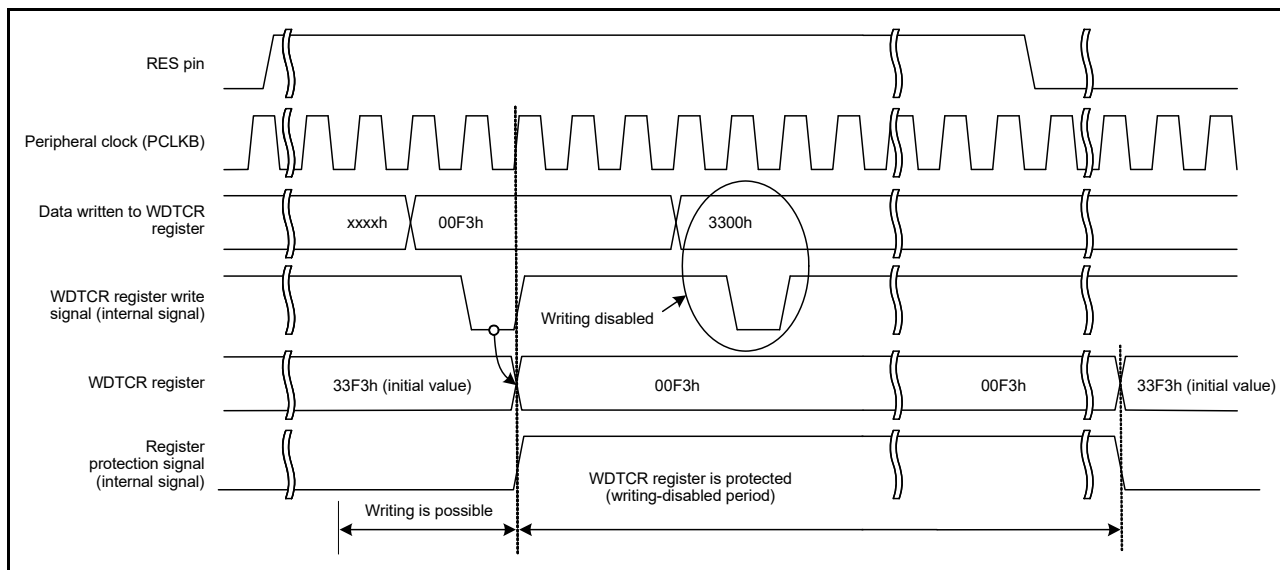 RES pin
Peripheral clock (PCLKB)
Data written to WDTCR
register
xxxxh
00F3h
3300h
WDTCR register write
signal (internal signal)
Writing disabled
WDTCR register
33F3h (initial value)
00F3h
00F3h
33F3h (initial value)
Register
protection signal
(internal signal)
WDTCR register is protected
(writing-disabled period)
Writing is possible